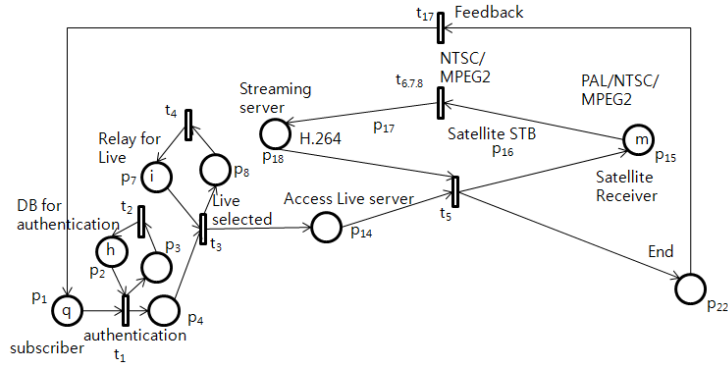 t17
Feedback
NTSC/
MPEG2
t6.7.8
PAL/NTSC/
MPEG2
Streaming
server
t4
p17
Relay for
Live
H.264
Satellite STB
m
p18
p16
p15
p7
i
p8
Access Live server
Satellite
Receiver
DB for
authentication
t2
Live
selected
t5
h
p3
t3
p14
p2
End
p1
q
p4
p22
authentication
subscriber
t1